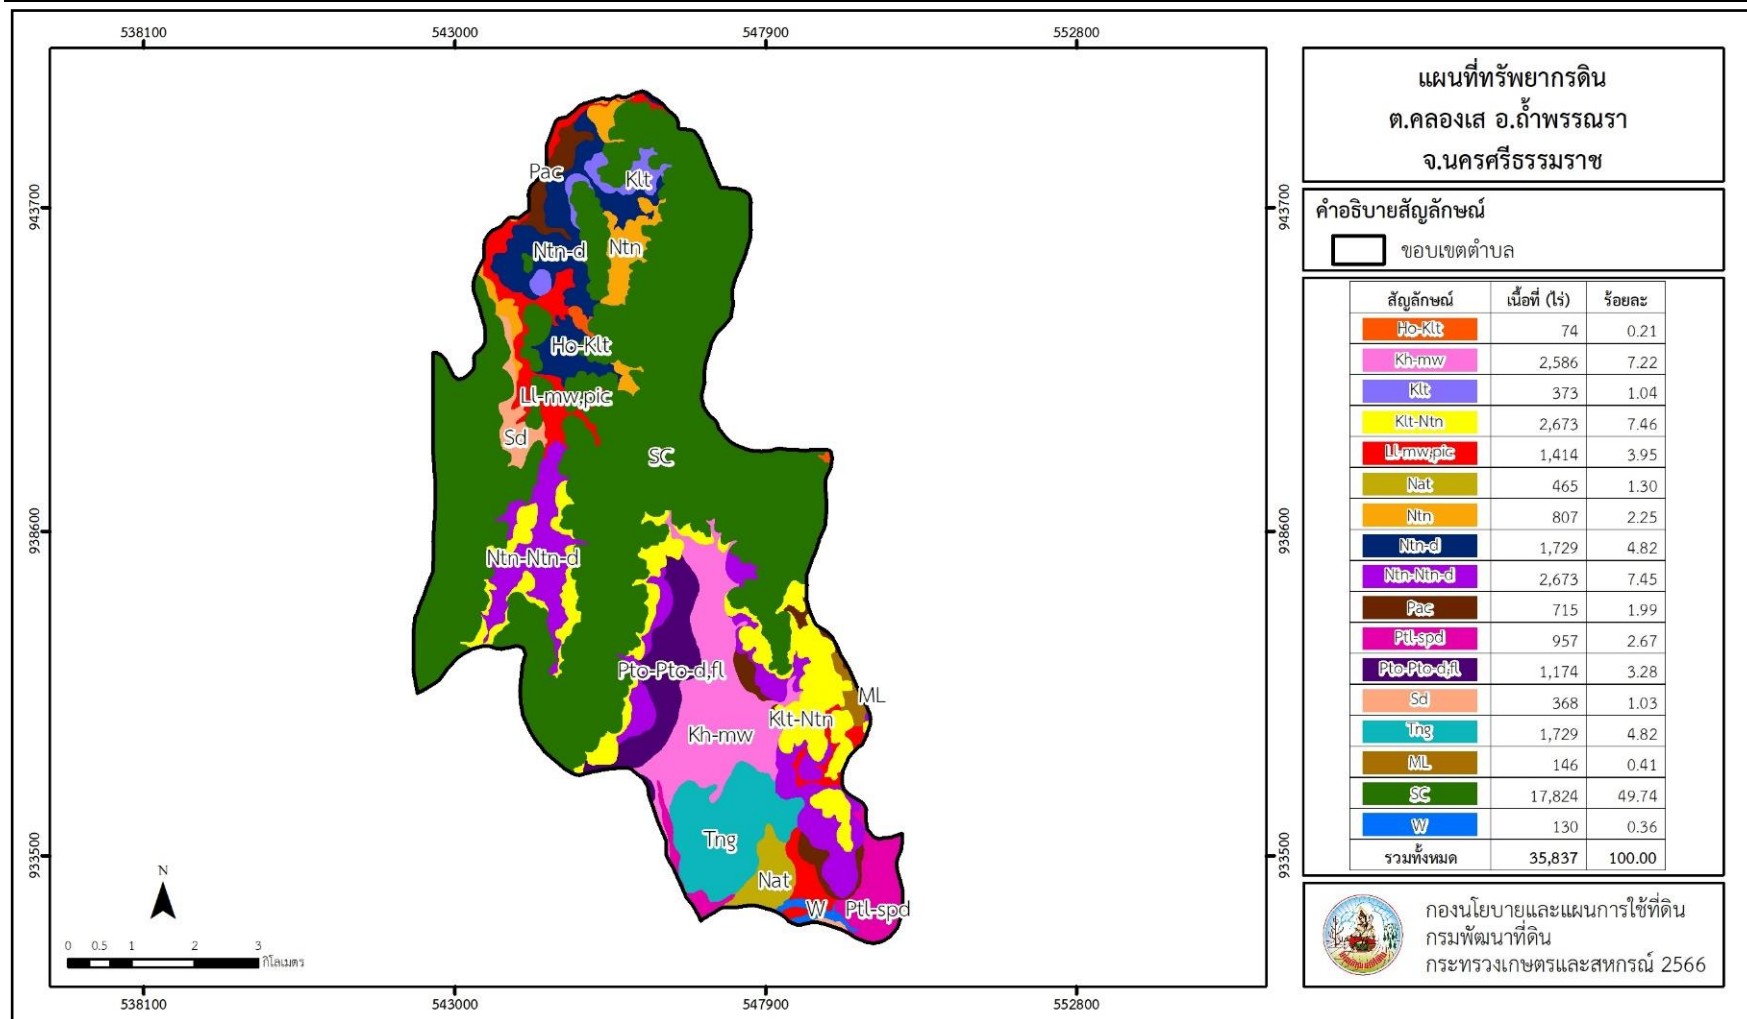 538100
543000
547900
552800
943700
938600
933500
943700
938600
933500
538100
543000
547900
552800
Pac
Klt
Ntn-d
Ntn
Ho-Klt
Ll-mw,pic
Sd
SC
Ntn-Ntn-d
Pto-Pto-d,fl
ML
Klt-Ntn
Kh-mw
Tng
Nat
W
Ptl-spd
N
0 0.5 1 2 3
กิโลเมตร
แผนที่ทรัพยากรดิน
ต.คลองเส อ.ถ้ำพรรณรา
จ.นครศรีธรรมราช
คำอธิบายสัญลักษณ์
ขอบเขตตำบล
สัญลักษณ์ เนื้อที่ (ไร่) ร้อยละ
Ho-Klt 74 0.21
Kh-mw 2,586 7.22
Klt 373 1.04
Klt-Ntn 2,673 7.46
Ll-mw,pic 1,414 3.95
Nat 465 1.30
Ntn 807 2.25
Ntn-d 1,729 4.82
Ntn-Ntn-d 2,673 7.45
Pac 715 1.99
Ptl-spd 957 2.67
Pto-Pto-d,fl 1,174 3.28
Sd 368 1.03
Tng 1,729 4.82
ML 146 0.41
SC 17,824 49.74
W 130 0.36
รวมทั้งหมด 35,837 100.00
กองนโยบายและแผนการใช้ที่ดิน
กรมพัฒนาที่ดิน
กระทรวงเกษตรและสหกรณ์ 2566